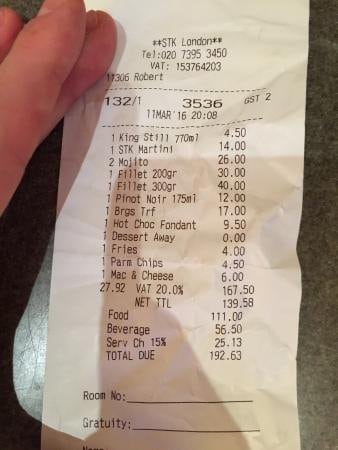 **STK London**
Tel:020 7395 3450
VAT: 153764203
11306 Robert
132/1 3536 GST 2
11MAR'16 20:08
1 King Still 770ml 4.50
1 STK Martini 14.00
2 Mojito 26.00
1 Fillet 200gr 30.00
1 Fillet 300gr 40.00
1 Pinot Noir 175ml 12.00
1 Brgs Trf 17.00
1 Hot Choc Fondant 9.50
1 Dessert Away 0.00
1 Fries 4.00
1 Parm Chips 4.50
1 Mac & Cheese 6.00
27.92 VAT 20.0% 167.50
NET TTL 139.58
Food 111.00
Beverage 56.50
Serv Ch 15% 25.13
TOTAL DUE 192.63
Room No:
Gratuity: